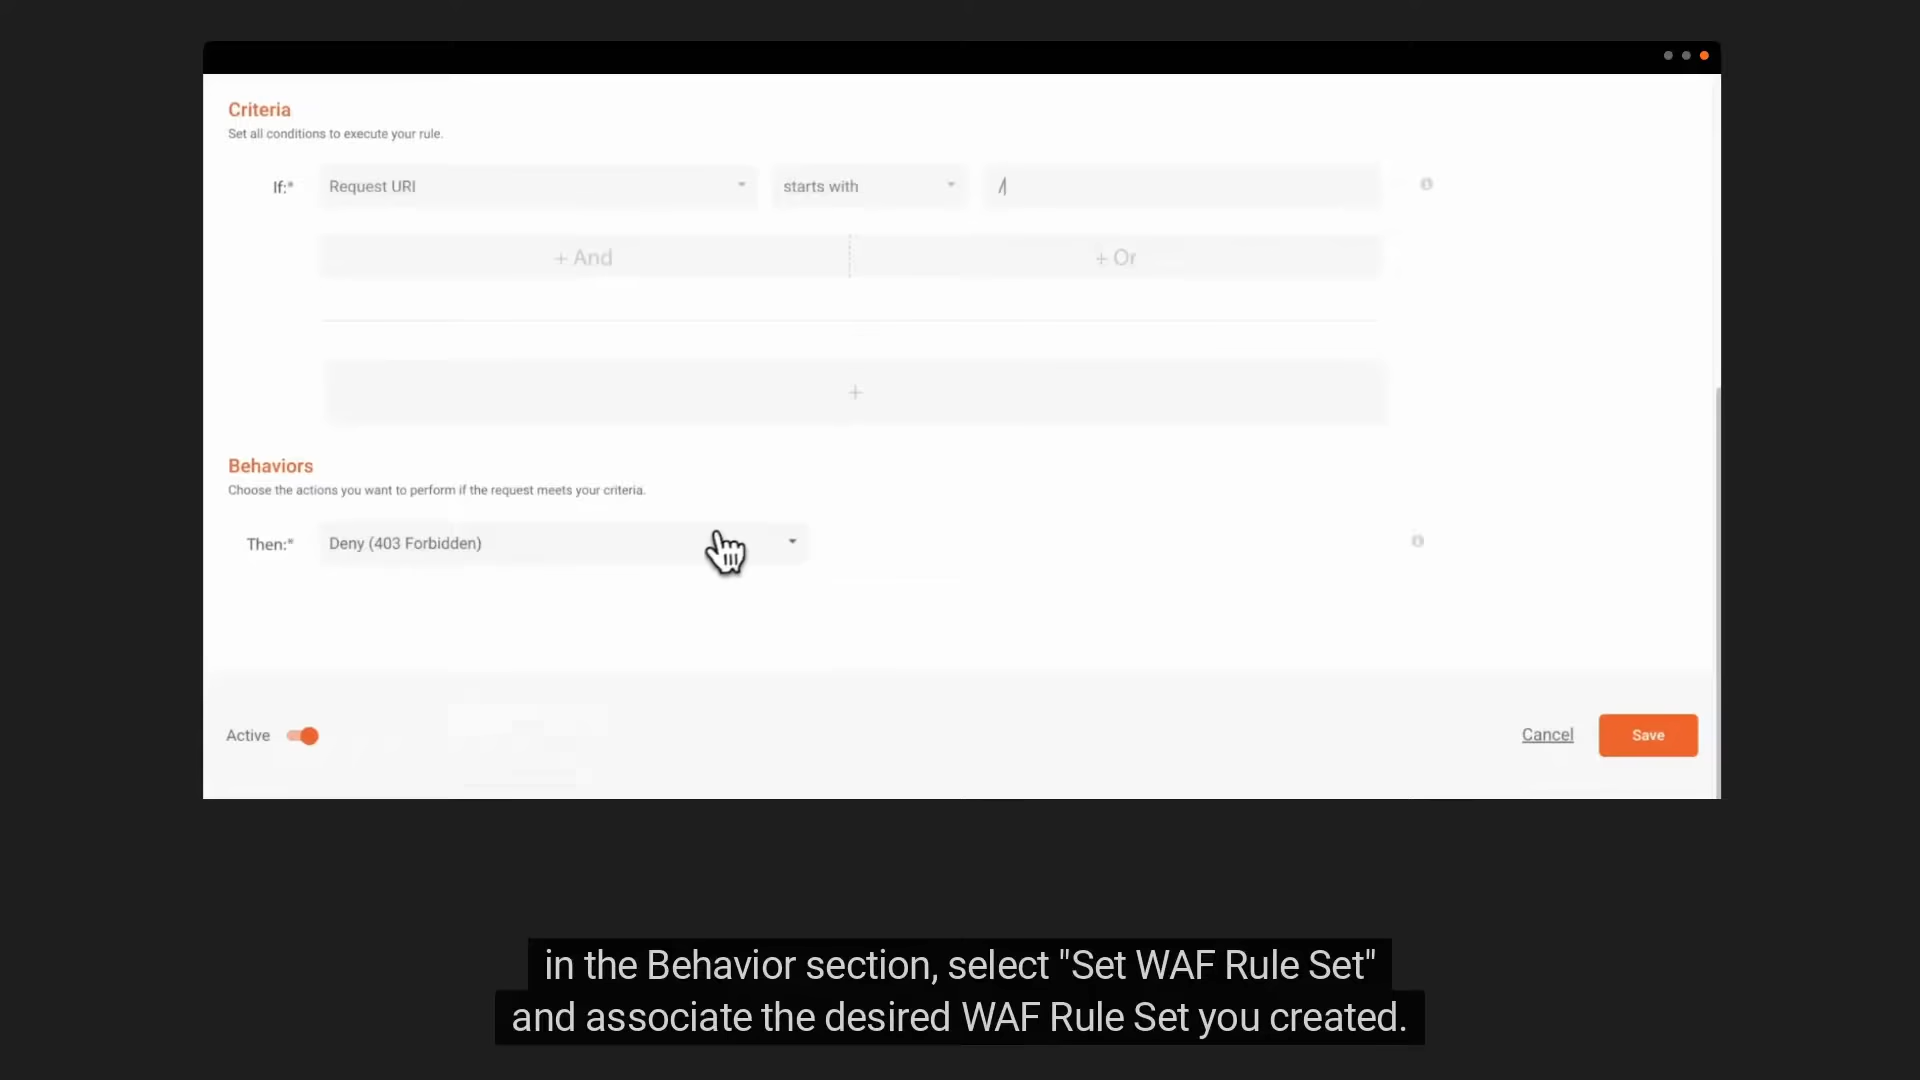 Criteria
Set all conditions to execute your rule.
If:* Request URI starts with /
+ And + Or
+
Behaviors
Choose the actions you want to perform if the request meets your criteria.
Then:* Deny (403 Forbidden)
Active Cancel Save
in the Behavior section, select "Set WAF Rule Set"
and associate the desired WAF Rule Set you created.